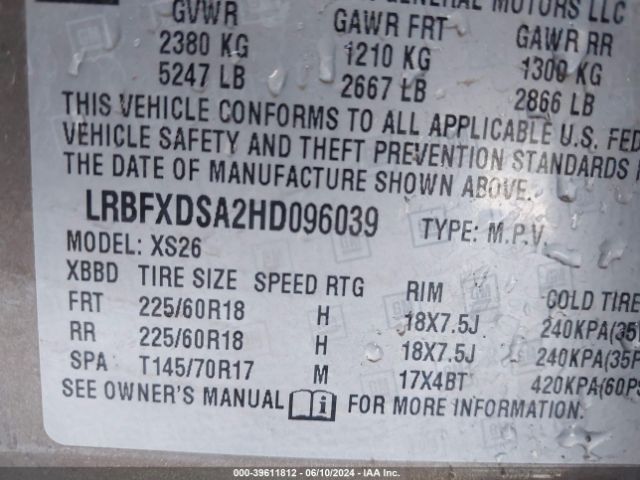 GENERAL MOTORS LLC
GVWR GAWR FRT GAWR RR
2380 KG 1210 KG 1300 KG
5247 LB 2667 LB 2866 LB
THIS VEHICLE CONFORMS TO ALL APPLICABLE U.S. FED
VEHICLE SAFETY AND THEFT PREVENTION STANDARDS
THE DATE OF MANUFACTURE SHOWN ABOVE.
LRBFXDSA2HD096039 TYPE: M.P.V.
MODEL: XS26
XBBD TIRE SIZE SPEED RTG RIM COLD TIRE
FRT 225/60R18 H 18X7.5J 240KPA(35
RR 225/60R18 H 18X7.5J 240KPA(35P
SPA T145/70R17 M 17X4BT 420KPA(60PS
SEE OWNER'S MANUAL i FOR MORE INFORMATION.
000-39611812 - 06/10/2024 - IAA Inc.